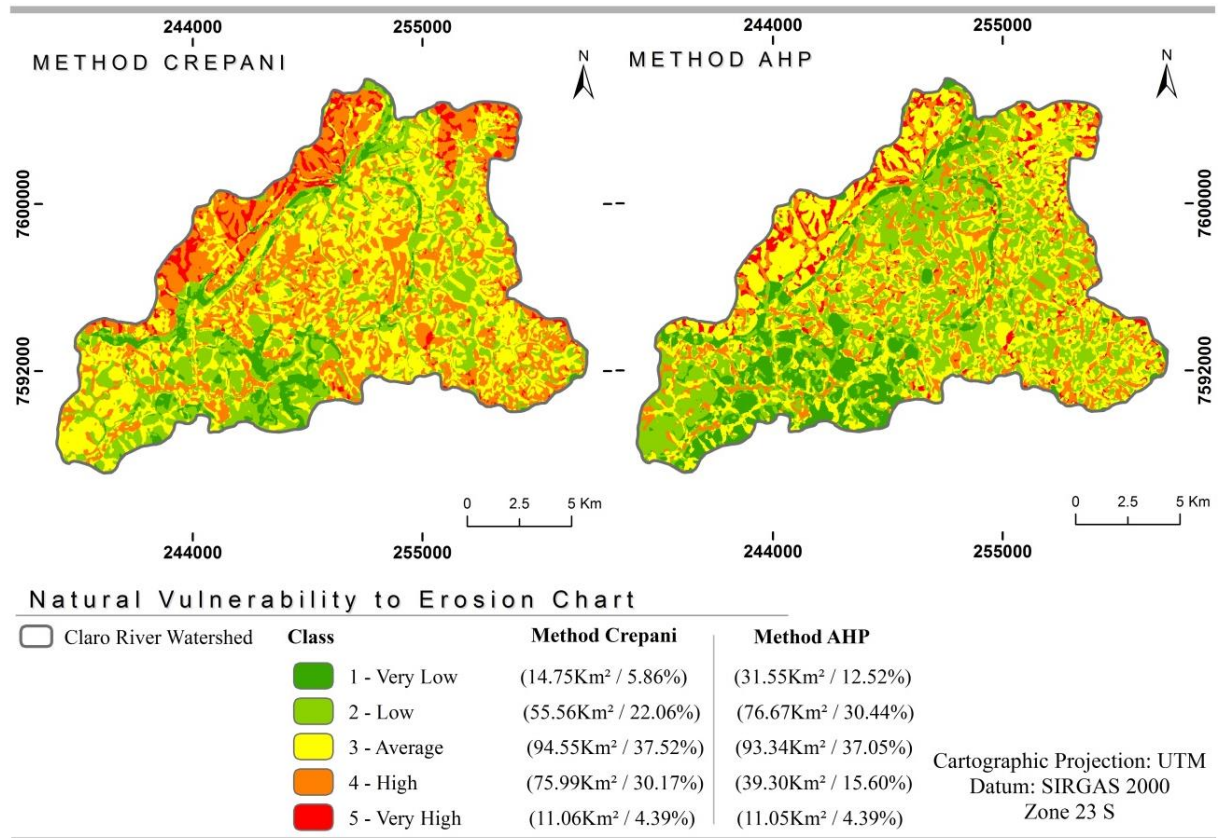 244000 255000 244000 255000
METHOD CREPANI N METHOD AHP N
7600000 7600000
7592000 7592000
0 2.5 5 Km 0 2.5 5 Km
244000 255000 244000 255000
Natural Vulnerability to Erosion Chart
Claro River Watershed Class Method Crepani Method AHP
1 - Very Low (14.75Km² / 5.86%) (31.55Km² / 12.52%)
2 - Low (55.56Km² / 22.06%) (76.67Km² / 30.44%)
3 - Average (94.55Km² / 37.52%) (93.34Km² / 37.05%)
4 - High (75.99Km² / 30.17%) (39.30Km² / 15.60%)
5 - Very High (11.06Km² / 4.39%) (11.05Km² / 4.39%)
Cartographic Projection: UTM
Datum: SIRGAS 2000
Zone 23 S